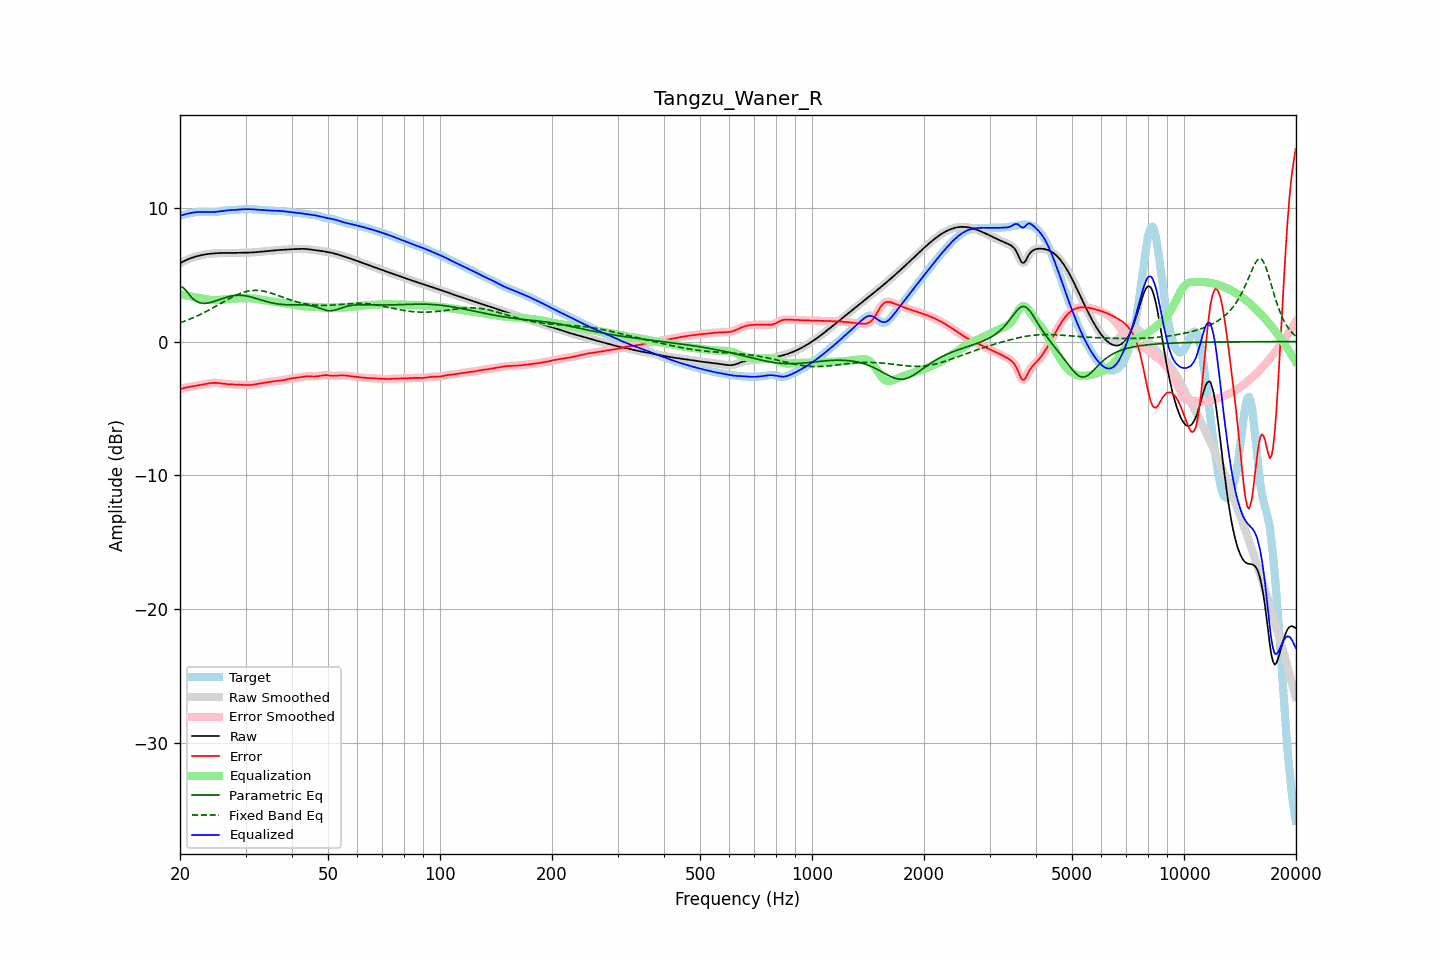 Tangzu_Waner_R
Amplitude (dBr)
10
0
−10
−20
−30
Target
Raw Smoothed
Error Smoothed
Raw
Error
Equalization
Parametric Eq
Fixed Band Eq
Equalized
20 50 100 200 500 1000 2000 5000 10000 20000
Frequency (Hz)